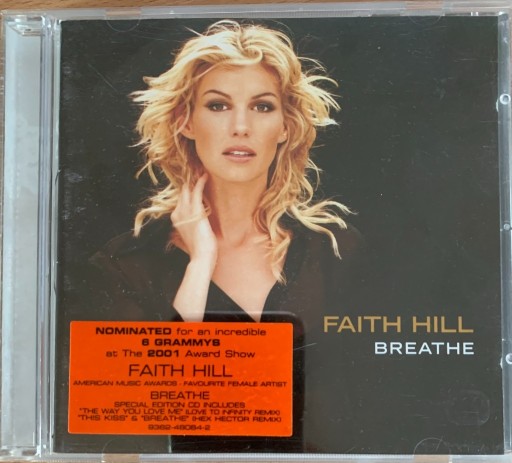 FAITH HILL
BREATHE
NOMINATED for an incredible
6 GRAMMYS
at The 2001 Award Show
FAITH HILL
AMERICAN MUSIC AWARDS - FAVOURITE FEMALE ARTIST
BREATHE
SPECIAL EDITION CD INCLUDES
"THE WAY YOU LOVE ME" (LOVE TO INFINITY REMIX)
"THIS KISS" & "BREATHE" (HEX HECTOR REMIX)
9362-48084-2